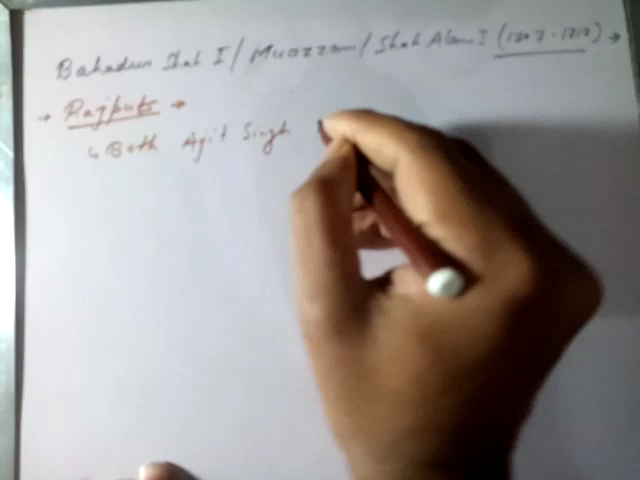 Bahadur Shah I / Muazzam / Shah Alam I (1707-1712) →
→ Rajputs →
↳ Both Ajit Singh